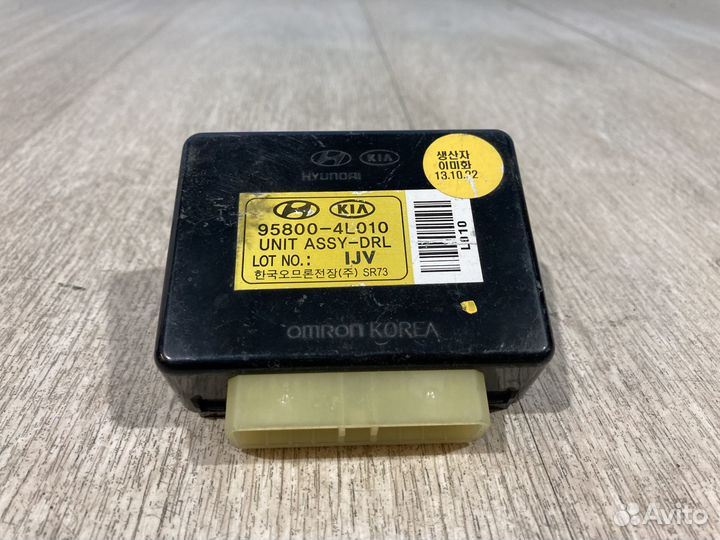 HYUNDAI KIA
생산자
이미화
13.10.22
KIA
95800-4L010
UNIT ASSY-DRL
LOT NO.: IJV
한국오므론전장(주) SR73
L010
omron KOREA
Avito